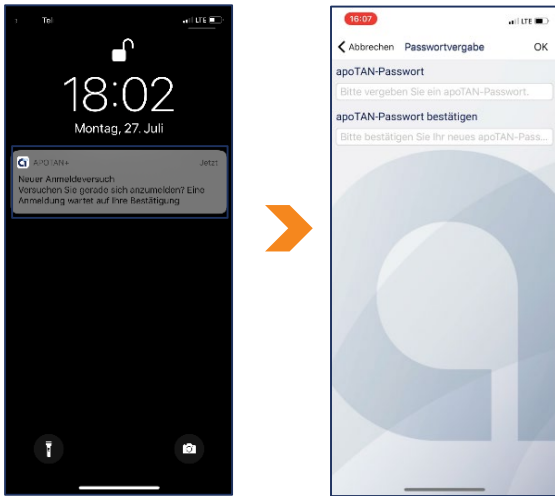 Tel
LTE
18:02
Montag, 27. Juli
APOTAN+
Jetzt
Neuer Anmeldeversuch
Versuchen Sie gerade sich anzumelden? Eine
Anmeldung wartet auf Ihre Bestätigung
16:07
LTE
Abbrechen
Passwortvergabe
OK
apoTAN-Passwort
Bitte vergeben Sie ein apoTAN-Passwort.
apoTAN-Passwort bestätigen
Bitte bestätigen Sie Ihr neues apoTAN-Pass...